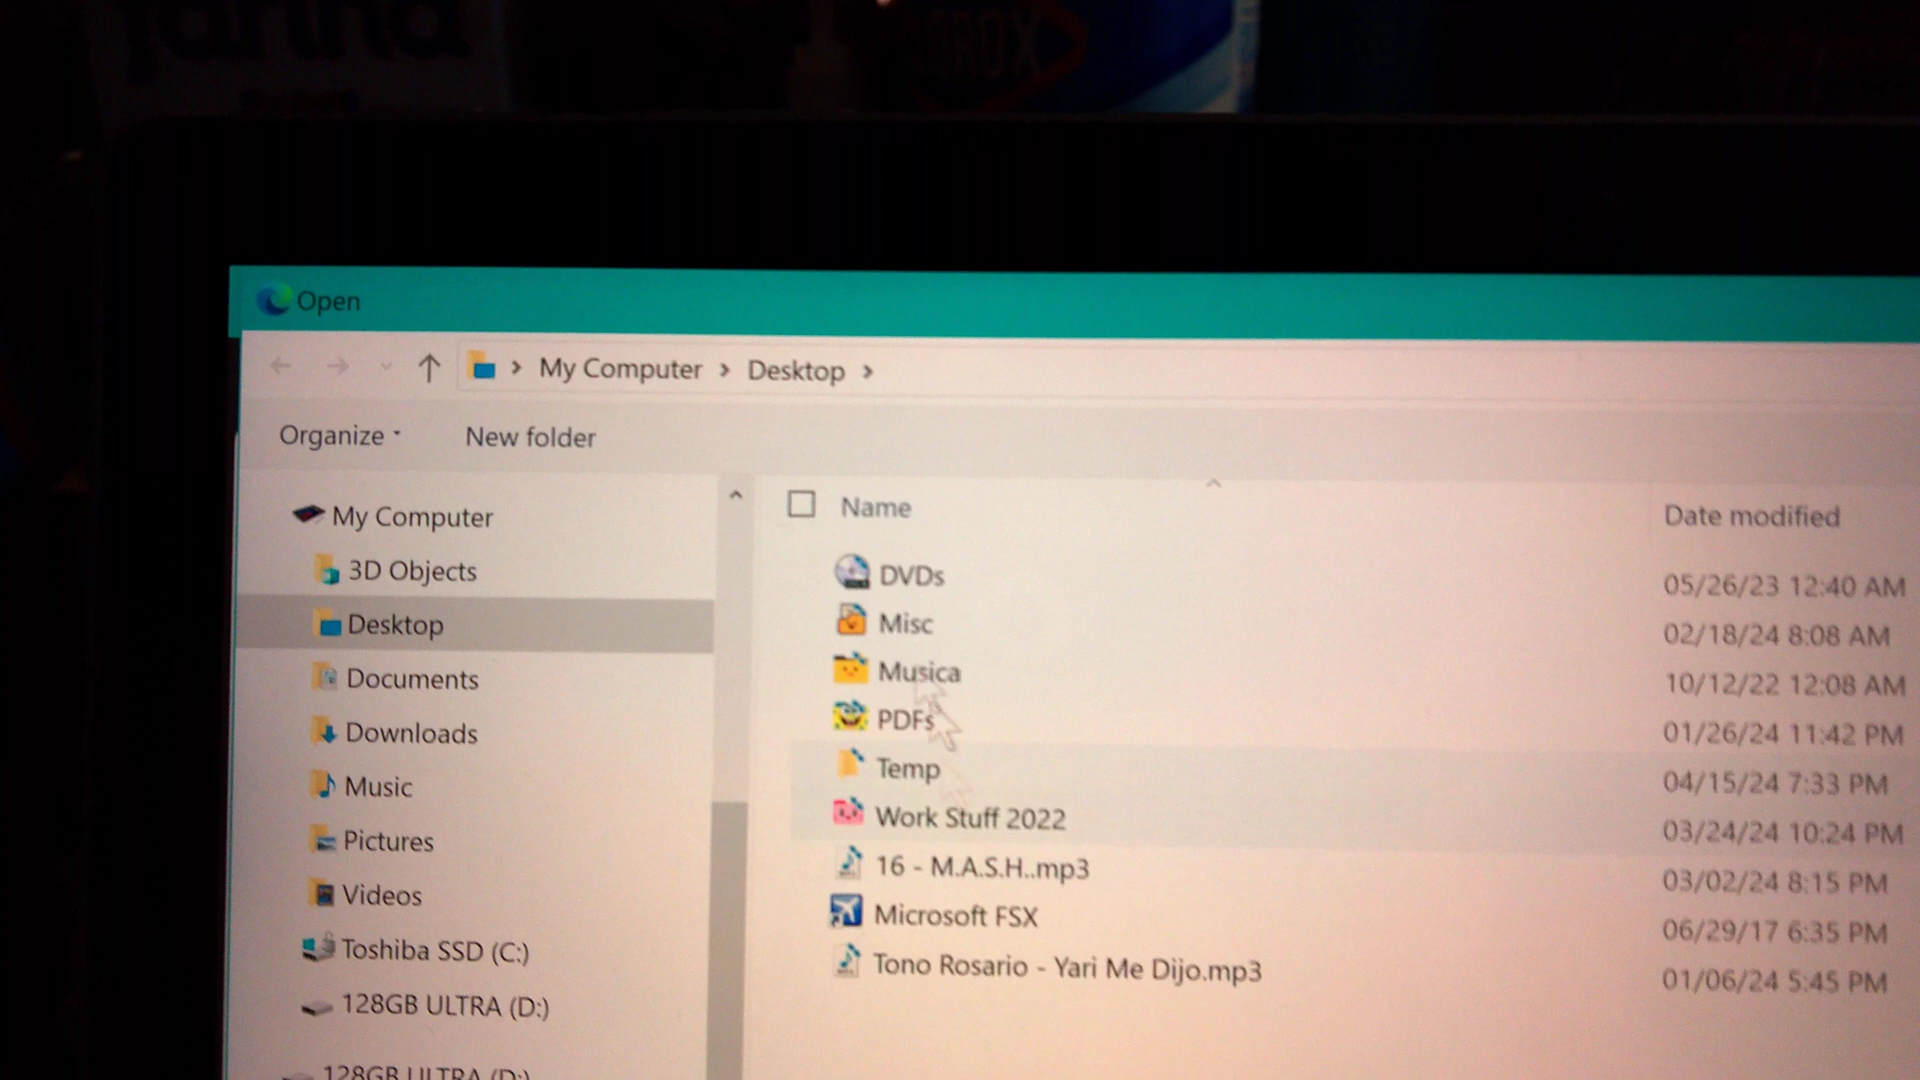 farina
Open
My Computer > Desktop >
Organize New folder
My Computer
3D Objects
Desktop
Documents
Downloads
Music
Pictures
Videos
Toshiba SSD (C:)
128GB ULTRA (D:)
128GB ULTRA (D:)
Name Date modified
DVDs 05/26/23 12:40 AM
Misc 02/18/24 8:08 AM
Musica 10/12/22 12:08 AM
PDFs 01/26/24 11:42 PM
Temp 04/15/24 7:33 PM
Work Stuff 2022 03/24/24 10:24 PM
16 - M.A.S.H..mp3 03/02/24 8:15 PM
Microsoft FSX 06/29/17 6:35 PM
Tono Rosario - Yari Me Dijo.mp3 01/06/24 5:45 PM